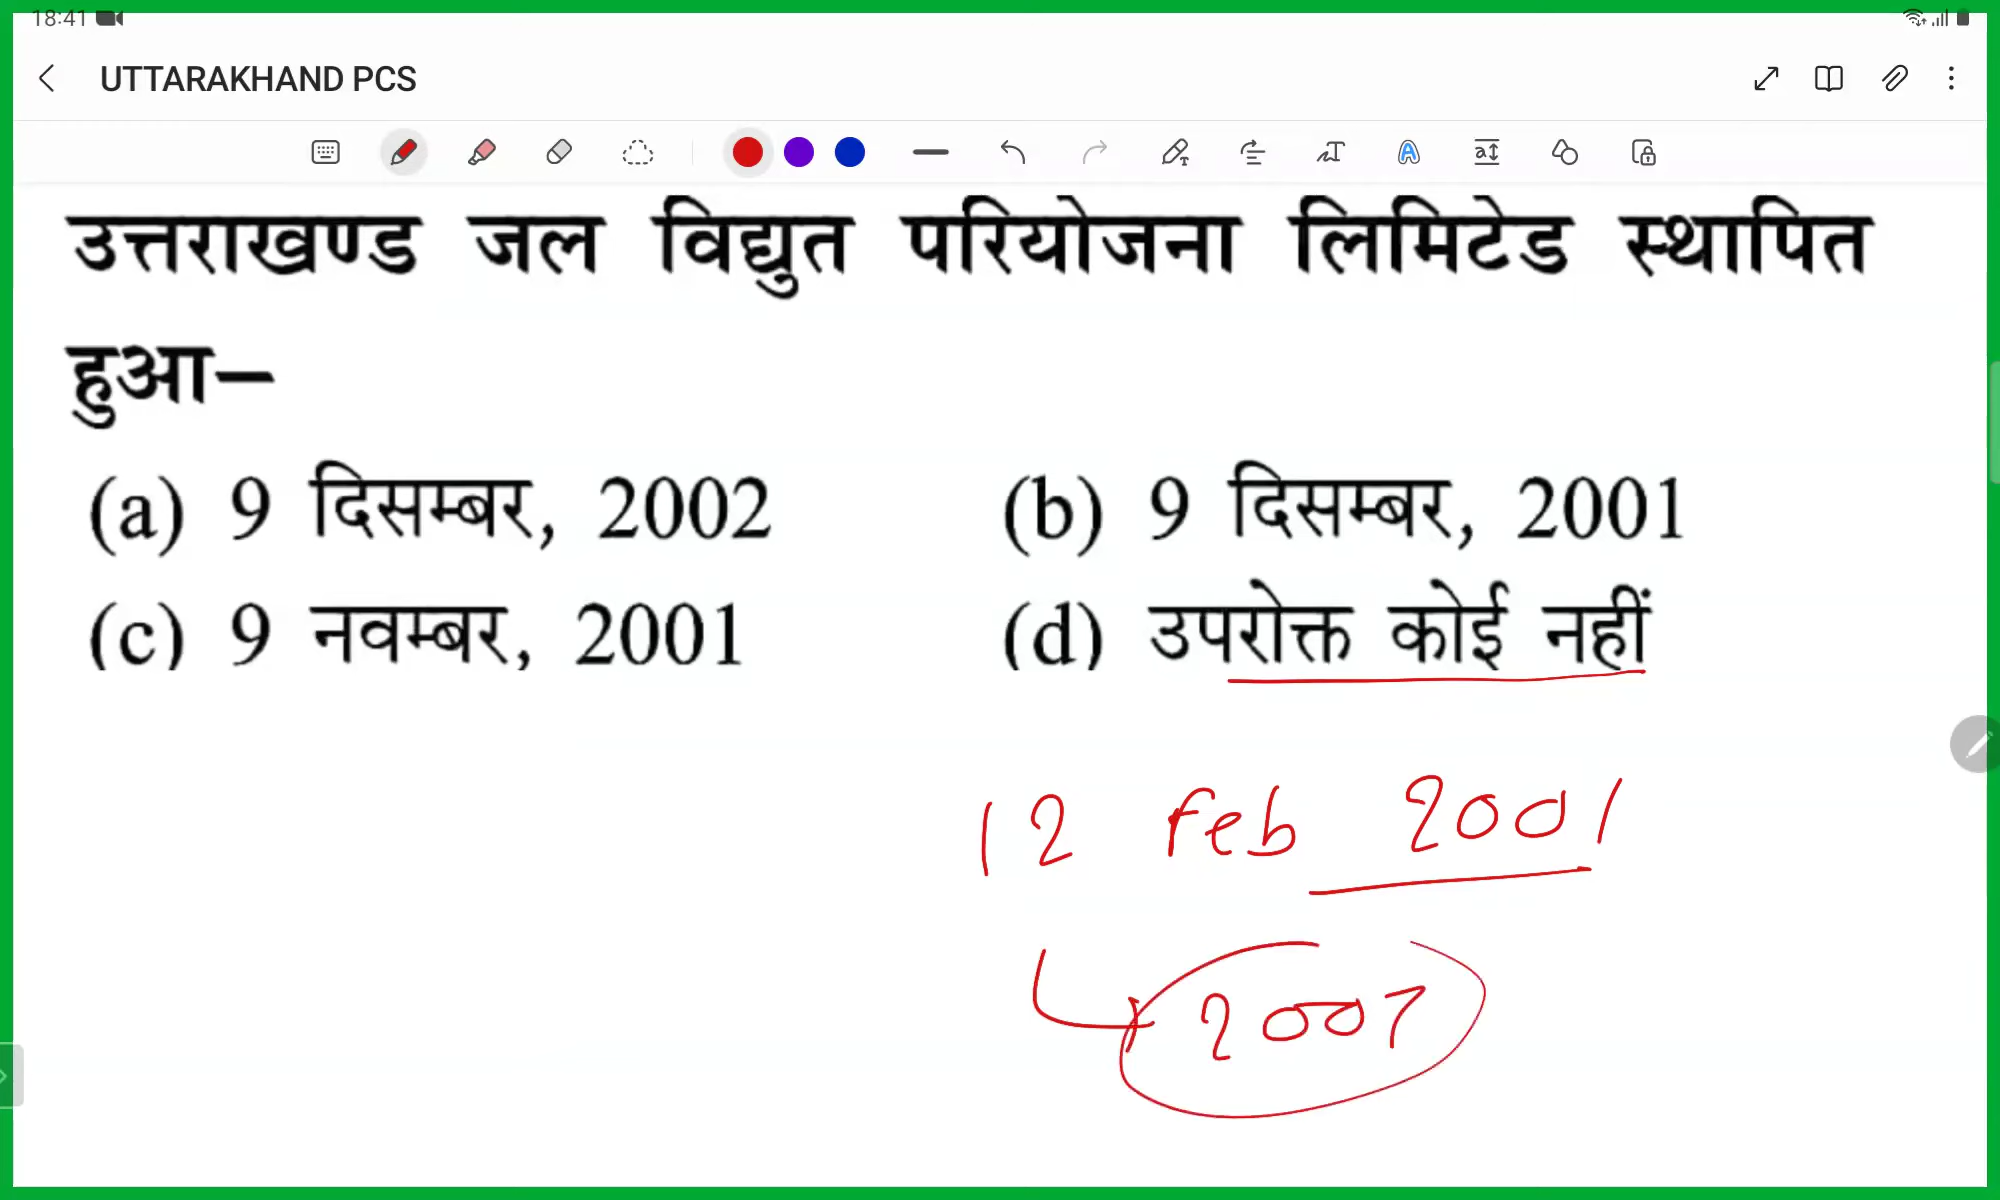 18:41
UTTARAKHAND PCS
उत्तराखण्ड जल विद्युत परियोजना लिमिटेड स्थापित
हुआ–
(a) 9 दिसम्बर, 2002 (b) 9 दिसम्बर, 2001
(c) 9 नवम्बर, 2001 (d) उपरोक्त कोई नहीं
12 feb 2001
2007